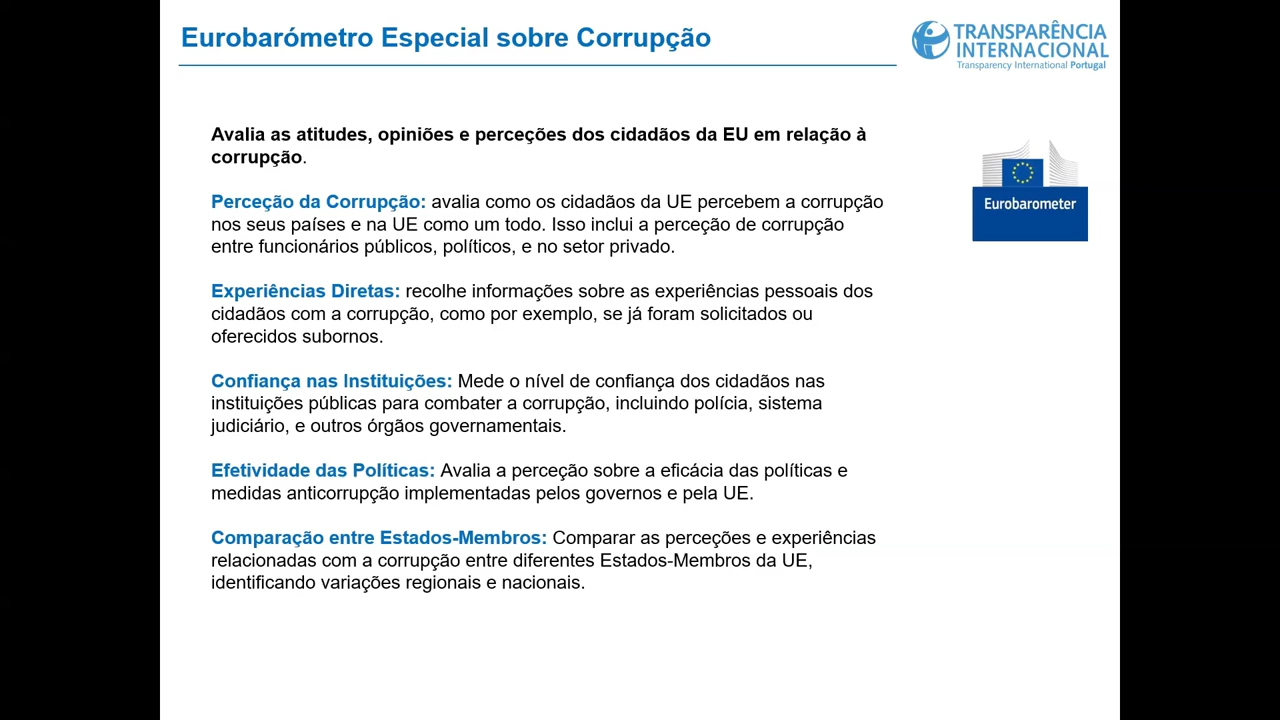 Eurobarómetro Especial sobre Corrupção
TRANSPARÊNCIA
INTERNACIONAL
Transparency International Portugal
Avalia as atitudes, opiniões e perceções dos cidadãos da EU em relação à
corrupção.
Eurobarometer
Perceção da Corrupção: avalia como os cidadãos da UE percebem a corrupção
nos seus países e na UE como um todo. Isso inclui a perceção de corrupção
entre funcionários públicos, políticos, e no setor privado.
Experiências Diretas: recolhe informações sobre as experiências pessoais dos
cidadãos com a corrupção, como por exemplo, se já foram solicitados ou
oferecidos subornos.
Confiança nas Instituições: Mede o nível de confiança dos cidadãos nas
instituições públicas para combater a corrupção, incluindo polícia, sistema
judiciário, e outros órgãos governamentais.
Efetividade das Políticas: Avalia a perceção sobre a eficácia das políticas e
medidas anticorrupção implementadas pelos governos e pela UE.
Comparação entre Estados-Membros: Comparar as perceções e experiências
relacionadas com a corrupção entre diferentes Estados-Membros da UE,
identificando variações regionais e nacionais.